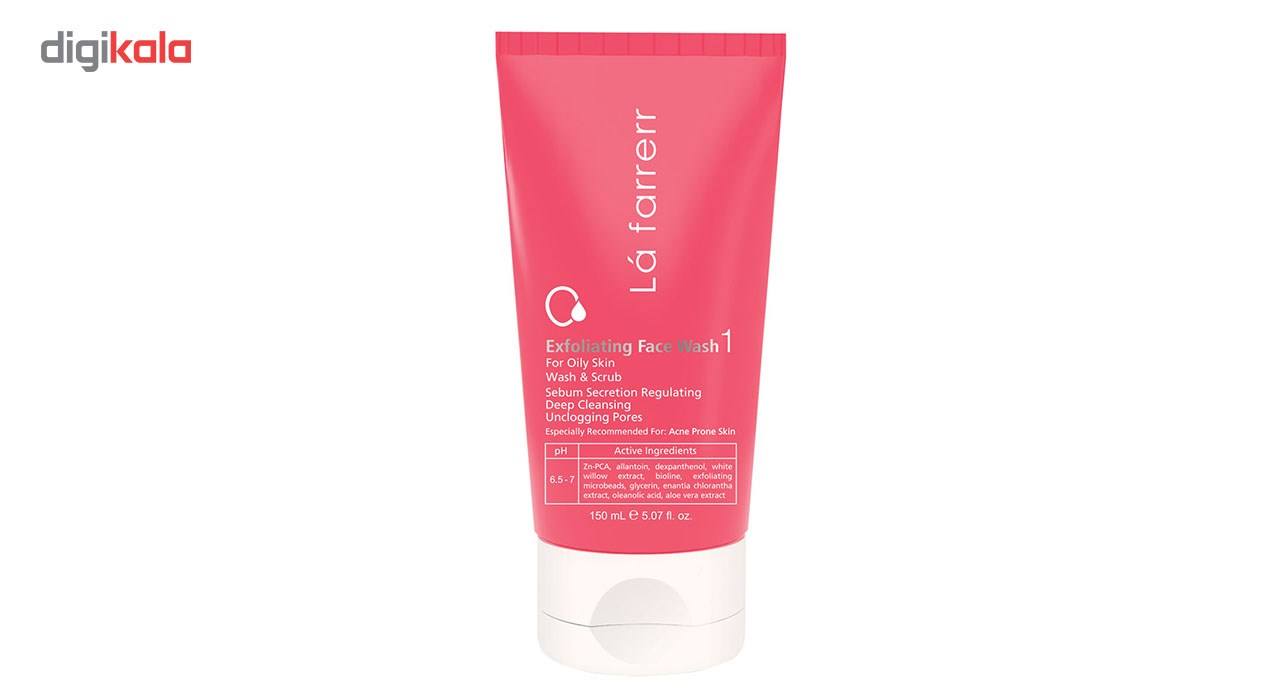 digikala
Lá farrerr
Exfoliating Face Wash 1
For Oily Skin
Wash & Scrub
Sebum Secretion Regulating
Deep Cleansing
Unclogging Pores
Especially Recommended For: Acne Prone Skin
pH
Active Ingredients
6.5 - 7
Zn-PCA, allantoin, dexpanthenol, white
willow extract, bioline, exfoliating
microbeads, glycerin, enantia chlorantha
extract, oleanolic acid, aloe vera extract
150 mL ℮ 5.07 fl. oz.